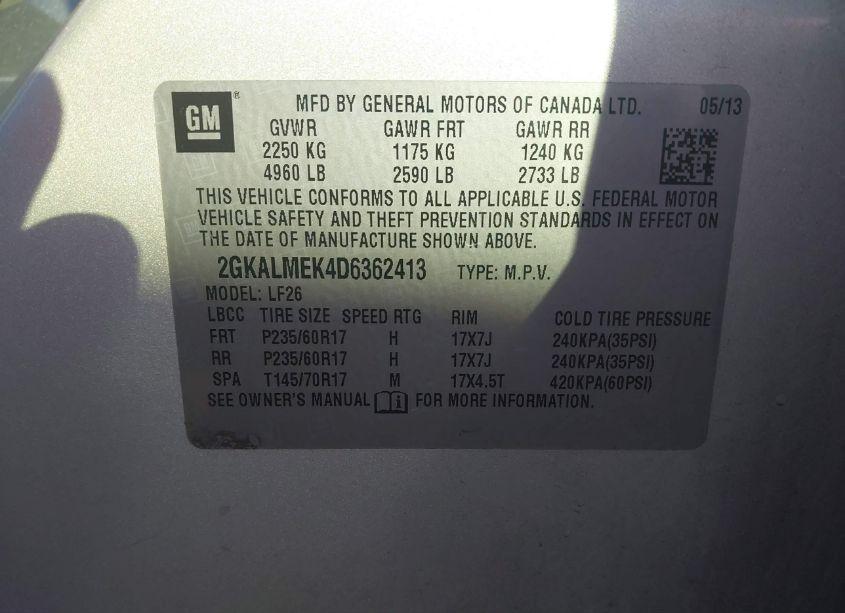 GM® MFD BY GENERAL MOTORS OF CANADA LTD. 05/13
GVWR GAWR FRT GAWR RR
2250 KG 1175 KG 1240 KG
4960 LB 2590 LB 2733 LB
THIS VEHICLE CONFORMS TO ALL APPLICABLE U.S. FEDERAL MOTOR
VEHICLE SAFETY AND THEFT PREVENTION STANDARDS IN EFFECT ON
THE DATE OF MANUFACTURE SHOWN ABOVE.
2GKALMEK4D6362413 TYPE: M.P.V.
MODEL: LF26
LBCC TIRE SIZE SPEED RTG RIM COLD TIRE PRESSURE
FRT P235/60R17 H 17X7J 240KPA(35PSI)
RR P235/60R17 H 17X7J 240KPA(35PSI)
SPA T145/70R17 M 17X4.5T 420KPA(60PSI)
SEE OWNER'S MANUAL i FOR MORE INFORMATION.